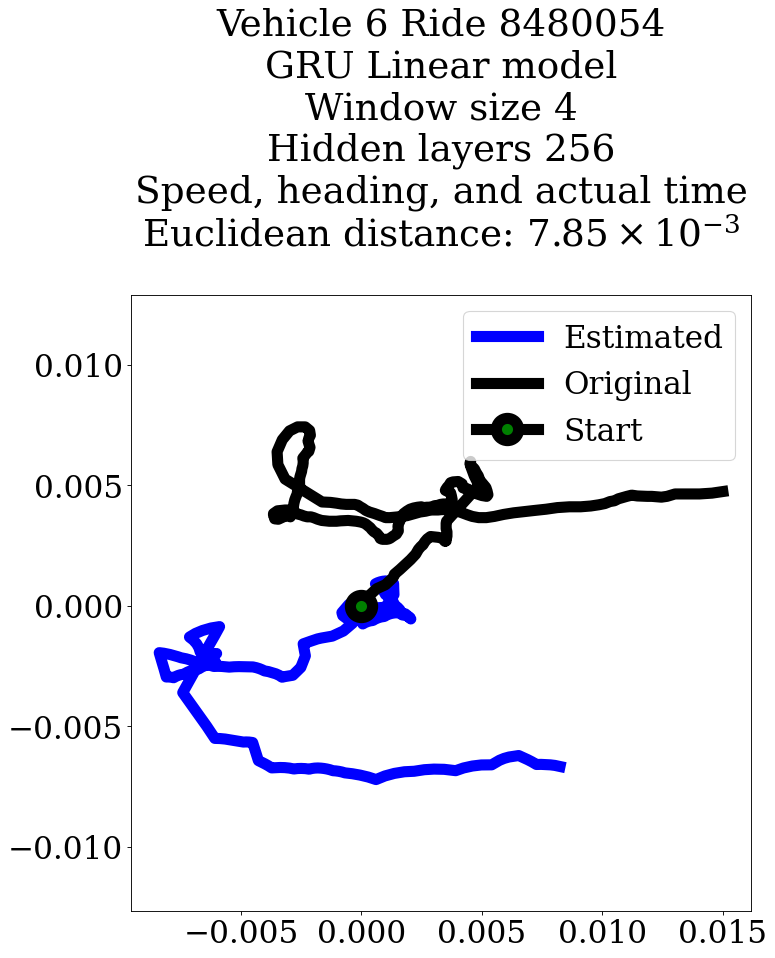 Vehicle 6 Ride 8480054
GRU Linear model
Window size 4
Hidden layers 256
Speed, heading, and actual time
Euclidean distance: 7.85 × 10⁻³
Estimated
Original
Start
0.010
0.005
0.000
−0.005
−0.010
−0.005 0.000 0.005 0.010 0.015